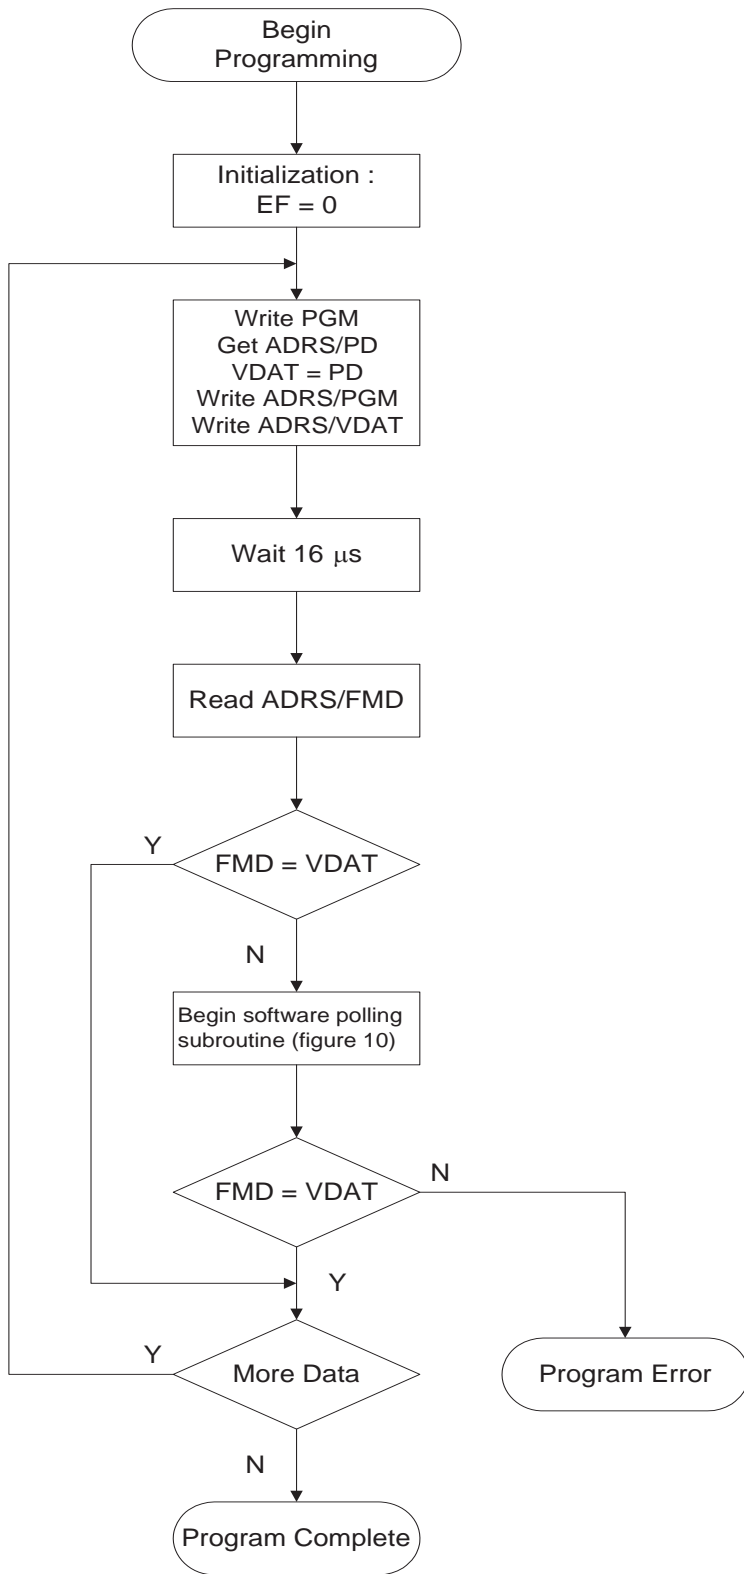 Begin
Programming
Initialization :
EF = 0
Write PGM
Get ADRS/PD
VDAT = PD
Write ADRS/PGM
Write ADRS/VDAT
Wait 16 μs
Read ADRS/FMD
Y
FMD = VDAT
N
Begin software polling
subroutine (figure 10)
FMD = VDAT
N
Y
Y
More Data
Program Error
N
Program Complete